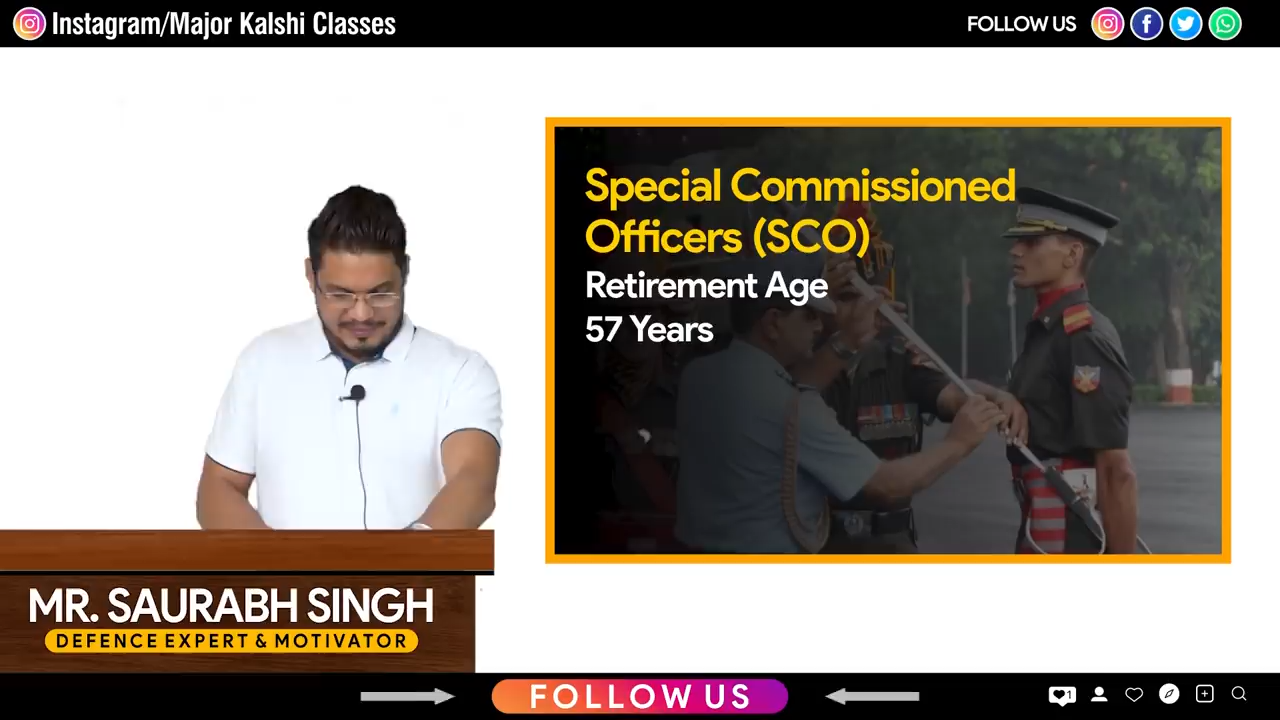 Instagram/Major Kalshi Classes
FOLLOW US
Special Commissioned
Officers (SCO)
Retirement Age
57 Years
MR. SAURABH SINGH
DEFENCE EXPERT & MOTIVATOR
FOLLOW US
1